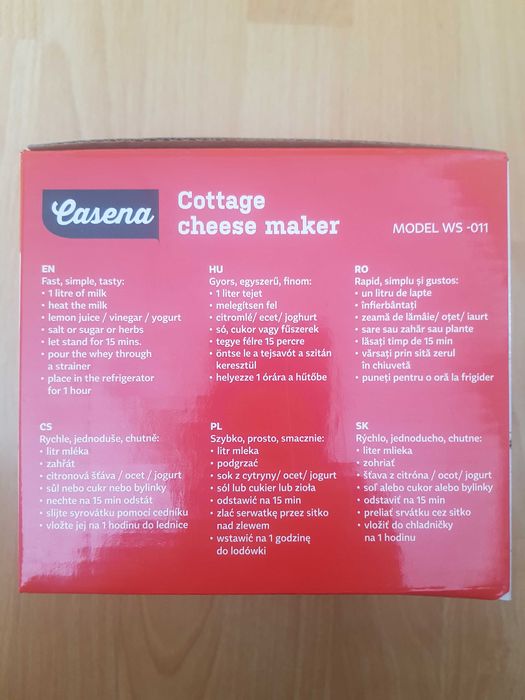 Casena
Cottage
cheese maker
MODEL WS -011
EN
Fast, simple, tasty:
• 1 litre of milk
• heat the milk
• lemon juice / vinegar / yogurt
• salt or sugar or herbs
• let stand for 15 mins.
• pour the whey through
a strainer
• place in the refrigerator
for 1 hour
HU
Gyors, egyszerű, finom:
• 1 liter tejet
• melegítsen fel
• citromlé/ ecet/ joghurt
• só, cukor vagy fűszerek
• tegye félre 15 percre
• öntse le a tejsavót a szitán
keresztül
• helyezze 1 órára a hűtőbe
RO
Rapid, simplu și gustos:
• un litru de lapte
• înfierbântați
• zeamă de lămâie/ oțet/ iaurt
• sare sau zahăr sau plante
• lăsați timp de 15 min
• vărsați prin sită zerul
în chiuvetă
• puneți pentru o oră la frigider
CS
Rychle, jednoduše, chutně:
• litr mléka
• zahřát
• citronová šťáva / ocet / jogurt
• sůl nebo cukr nebo bylinky
• nechte na 15 min odstát
• slijte syrovátku pomocí cedníku
• vložte jej na 1 hodinu do lednice
PL
Szybko, prosto, smacznie:
• litr mleka
• podgrzać
• sok z cytryny/ ocet/ jogurt
• sól lub cukier lub zioła
• odstawić na 15 min
• zlać serwatkę przez sitko
nad zlewem
• wstawić na 1 godzinę
do lodówki
SK
Rýchlo, jednoducho, chutne:
• liter mlieka
• zohriať
• šťava z citróna / ocot/ jogurt
• soľ alebo cukor alebo bylinky
• odstaviť na 15 min
• preliať srvátku cez sitko
• vložiť do chladničky
na 1 hodinu